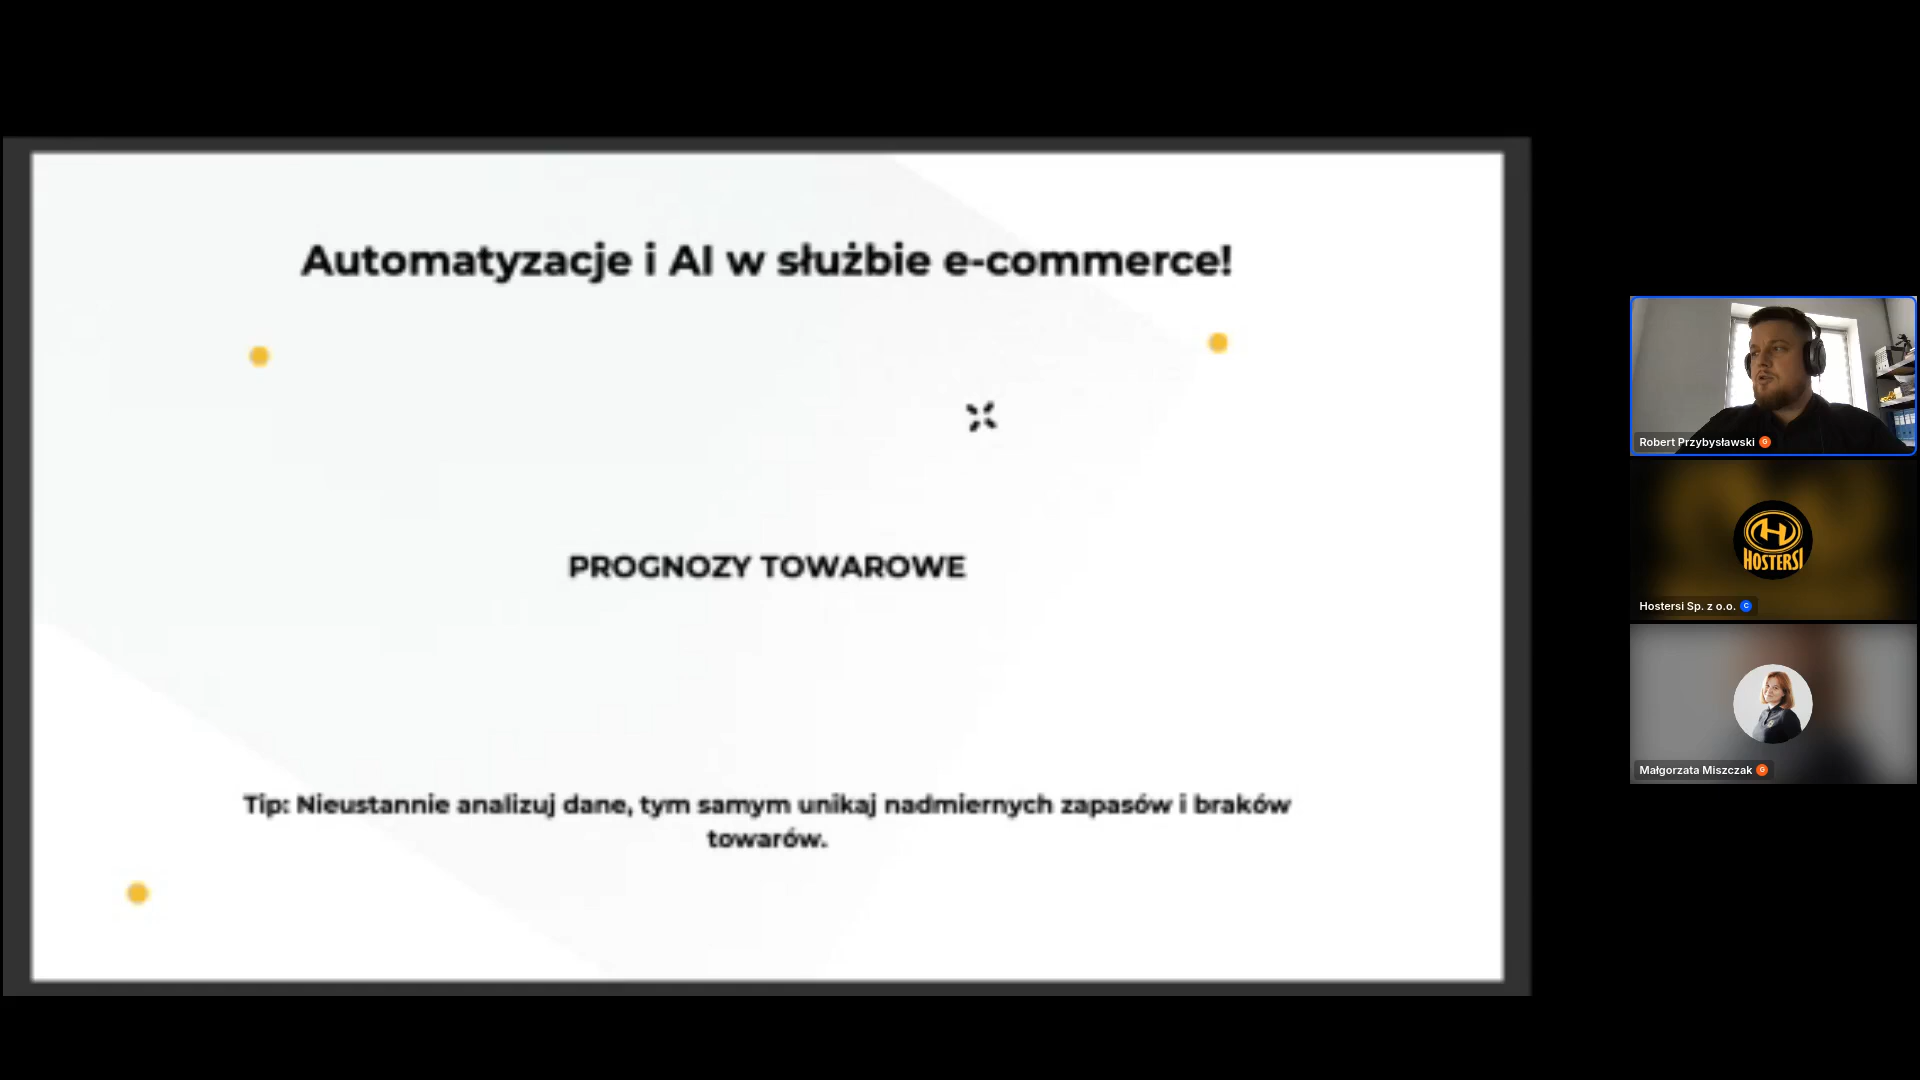 Automatyzacje i AI w służbie e-commerce!
PROGNOZY TOWAROWE
Tip: Nieustannie analizuj dane, tym samym unikaj nadmiernych zapasów i braków
towarów.
Robert Przybysławski G
HOSTERSI
Hostersi Sp. z o.o. C
Małgorzata Miszczak G